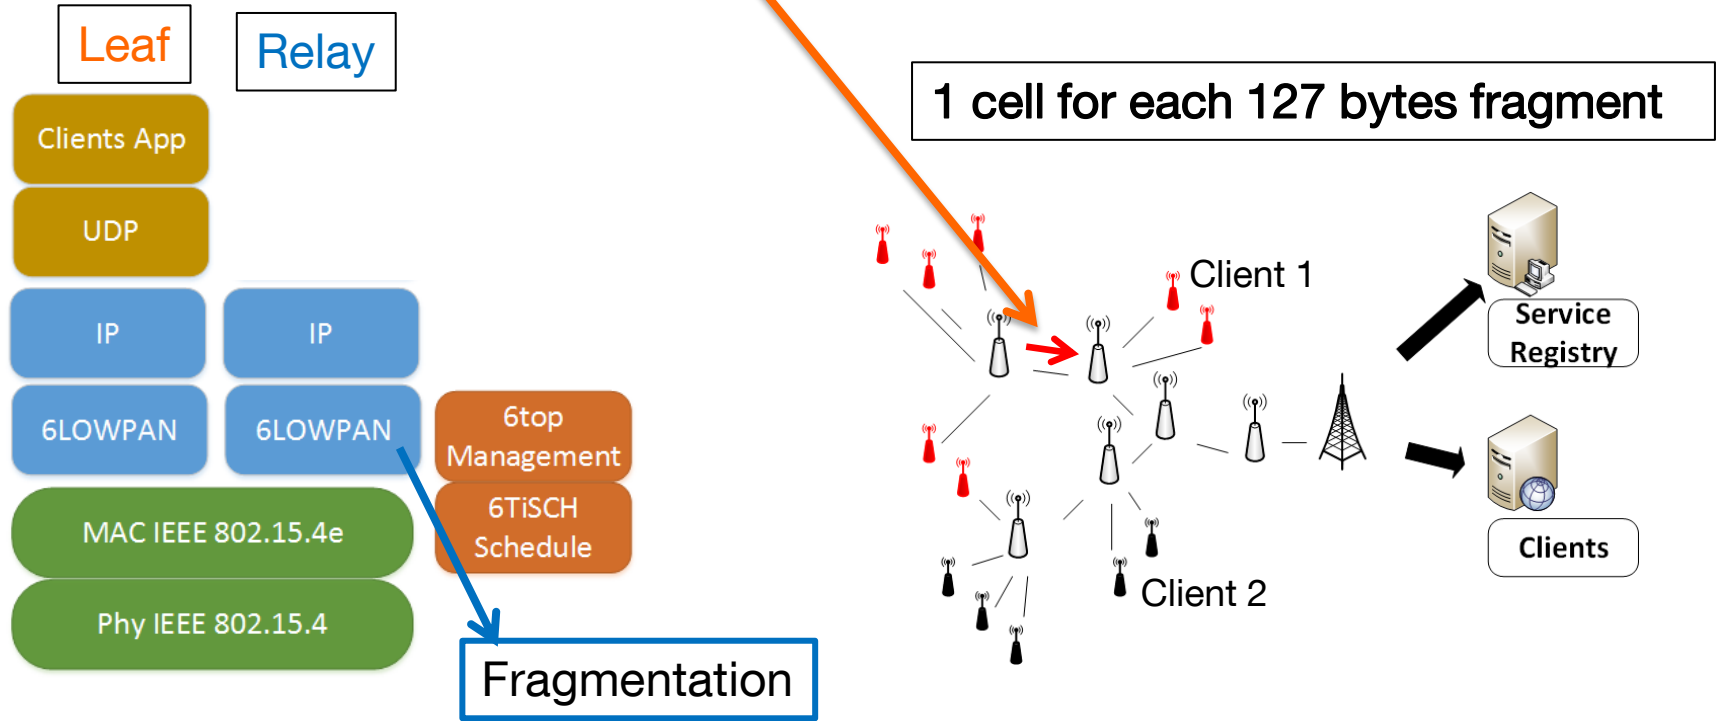 Leaf
Relay
1 cell for each 127 bytes fragment
Clients App
UDP
IP
IP
6LOWPAN
6LOWPAN
6top
Management
6TiSCH
Schedule
MAC IEEE 802.15.4e
Phy IEEE 802.15.4
Fragmentation
Client 1
Client 2
Service
Registry
Clients